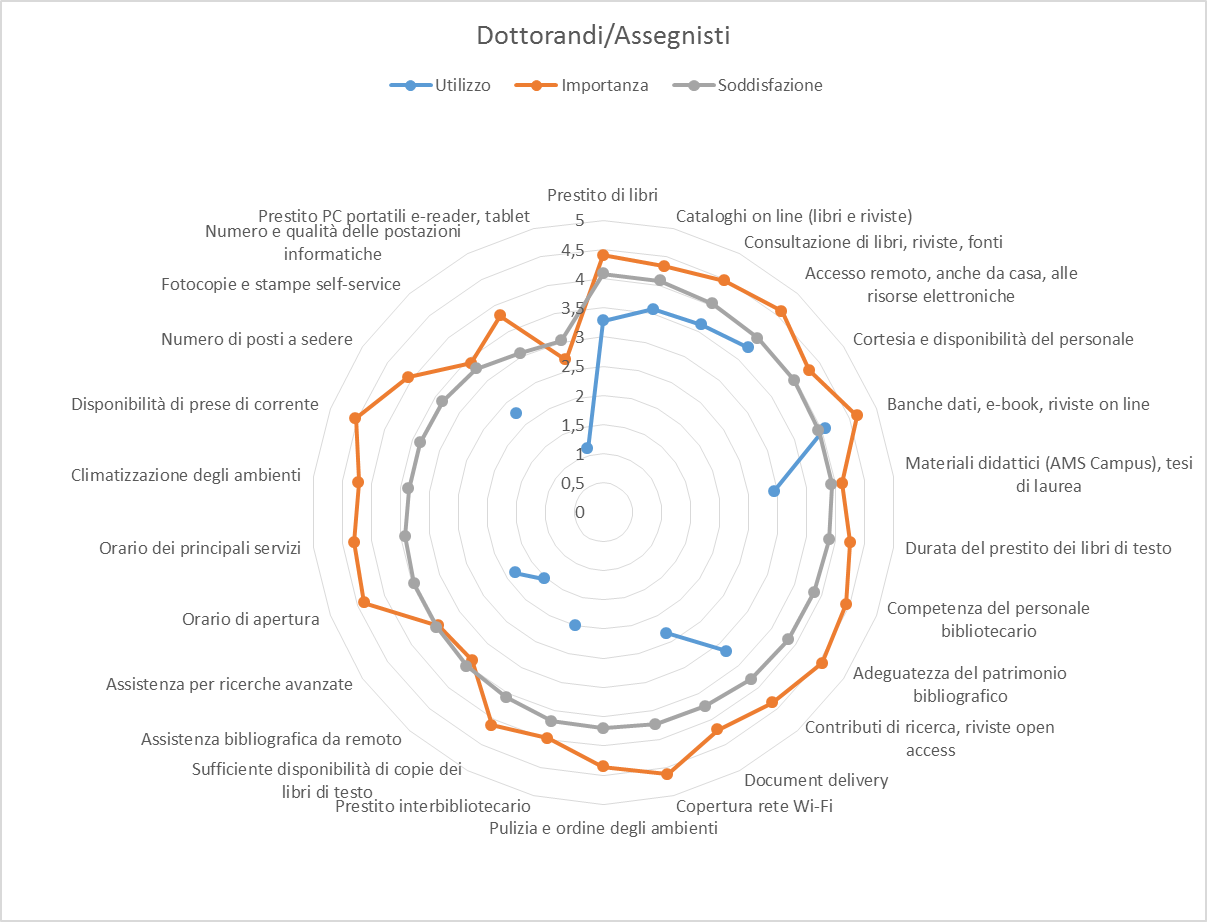 Dottorandi/Assegnisti
Utilizzo
Importanza
Soddisfazione
Prestito di libri
Cataloghi on line (libri e riviste)
Consultazione di libri, riviste, fonti
Accesso remoto, anche da casa, alle
risorse elettroniche
Cortesia e disponibilità del personale
Banche dati, e-book, riviste on line
Materiali didattici (AMS Campus), tesi
di laurea
Durata del prestito dei libri di testo
Competenza del personale
bibliotecario
Adeguatezza del patrimonio
bibliografico
Contributi di ricerca, riviste open
access
Document delivery
Copertura rete Wi-Fi
Pulizia e ordine degli ambienti
Prestito interbibliotecario
Sufficiente disponibilità di copie dei
libri di testo
Assistenza bibliografica da remoto
Assistenza per ricerche avanzate
Orario di apertura
Orario dei principali servizi
Climatizzazione degli ambienti
Disponibilità di prese di corrente
Numero di posti a sedere
Fotocopie e stampe self-service
Numero e qualità delle postazioni
informatiche
Prestito PC portatili e-reader, tablet
5
4,5
4
3,5
3
2,5
2
1,5
1
0,5
0